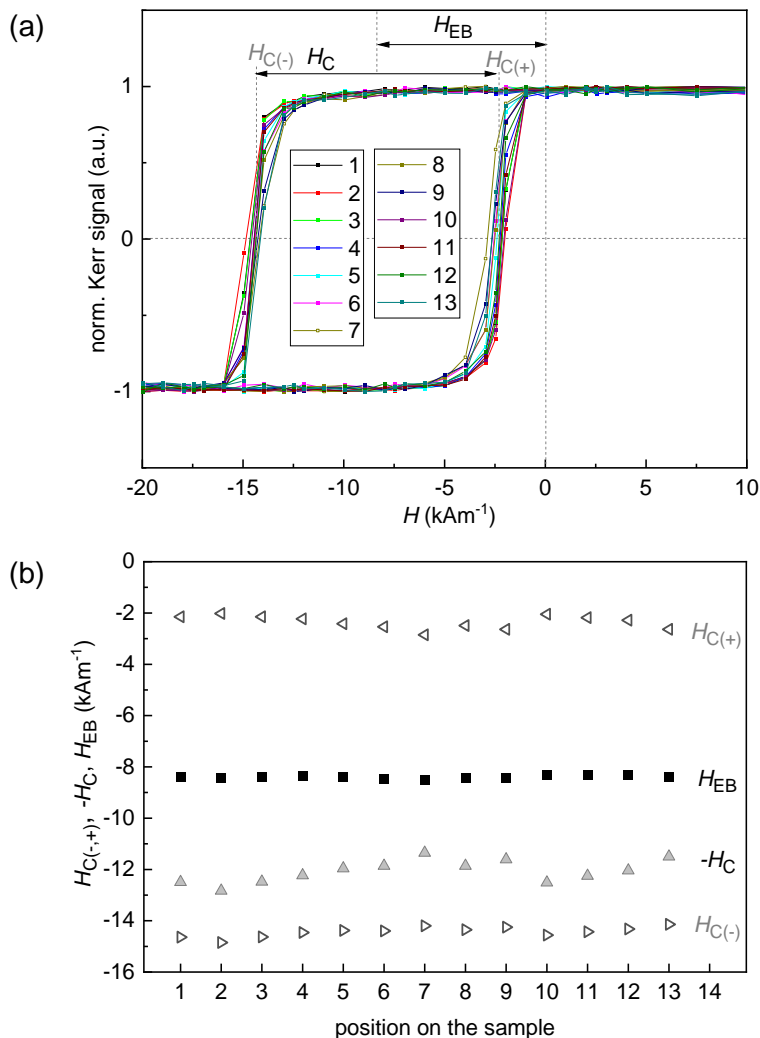 (a)
H_EB
H_C(-) H_C H_C(+)
1
0
-1
norm. Kerr signal (a.u.)
1
2
3
4
5
6
7
8
9
10
11
12
13
-20 -15 -10 -5 0 5 10
H (kAm⁻¹)
(b)
0
-2
-4
-6
-8
-10
-12
-14
-16
H_C(-,+), -H_C, H_EB (kAm⁻¹)
H_C(+)
H_EB
-H_C
H_C(-)
1 2 3 4 5 6 7 8 9 10 11 12 13 14
position on the sample